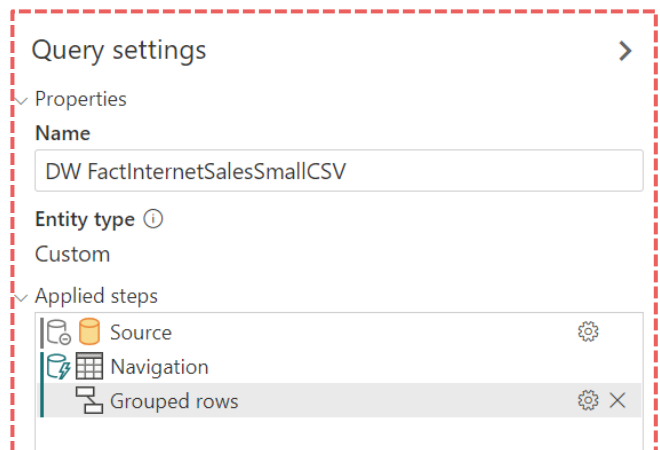 Query settings
Properties
Name
DW FactInternetSalesSmallCSV
Entity type
Custom
Applied steps
Source
Navigation
Grouped rows